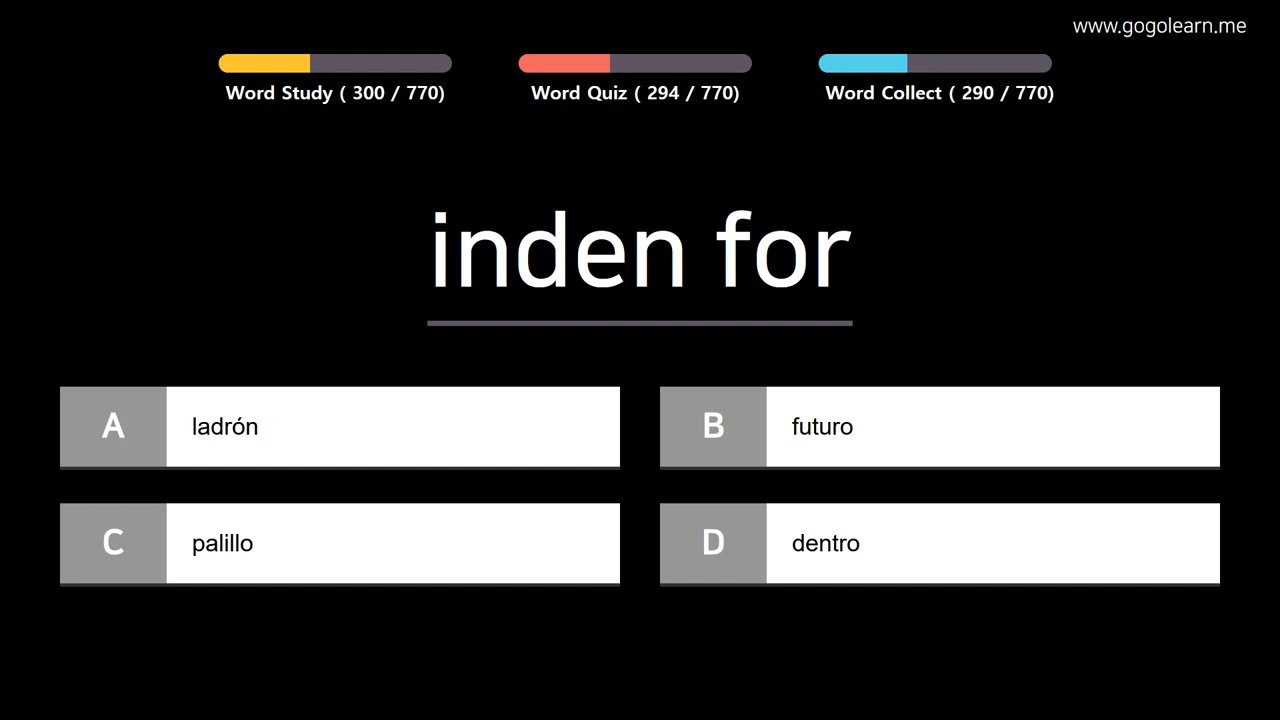 www.gogolearn.me
Word Study ( 300 / 770)
Word Quiz ( 294 / 770)
Word Collect ( 290 / 770)
inden for
A
ladrón
B
futuro
C
palillo
D
dentro